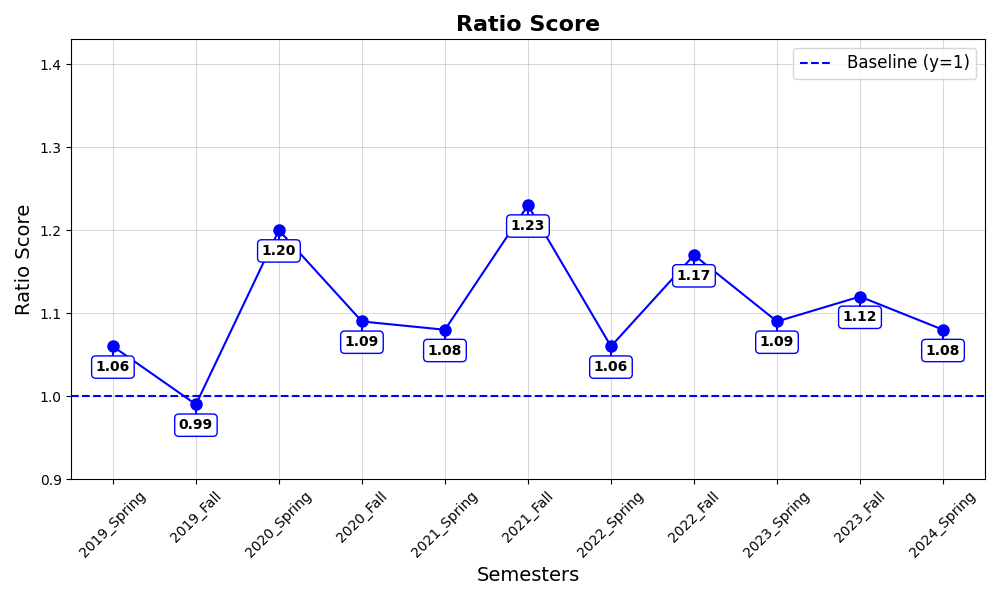 Ratio Score
Baseline (y=1)
Ratio Score
1.4
1.3
1.2
1.1
1.0
0.9
1.06
0.99
1.20
1.09
1.08
1.23
1.06
1.17
1.09
1.12
1.08
2019_Spring
2019_Fall
2020_Spring
2020_Fall
2021_Spring
2021_Fall
2022_Spring
2022_Fall
2023_Spring
2023_Fall
2024_Spring
Semesters